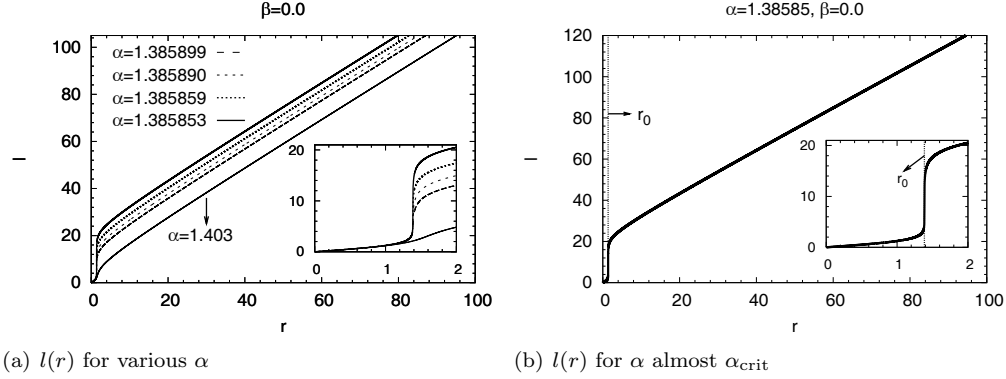 β=0.0
α=1.385899
α=1.385890
α=1.385859
α=1.385853
α=1.403
l
0 20 40 60 80 100
0 20 40 60 80 100
r
0 10 20
0 1 2
(a) l(r) for various α
α=1.38585, β=0.0
r₀
l
0 20 40 60 80 100 120
0 20 40 60 80 100
r
r₀
0 10 20
0 1 2
(b) l(r) for α almost α_crit